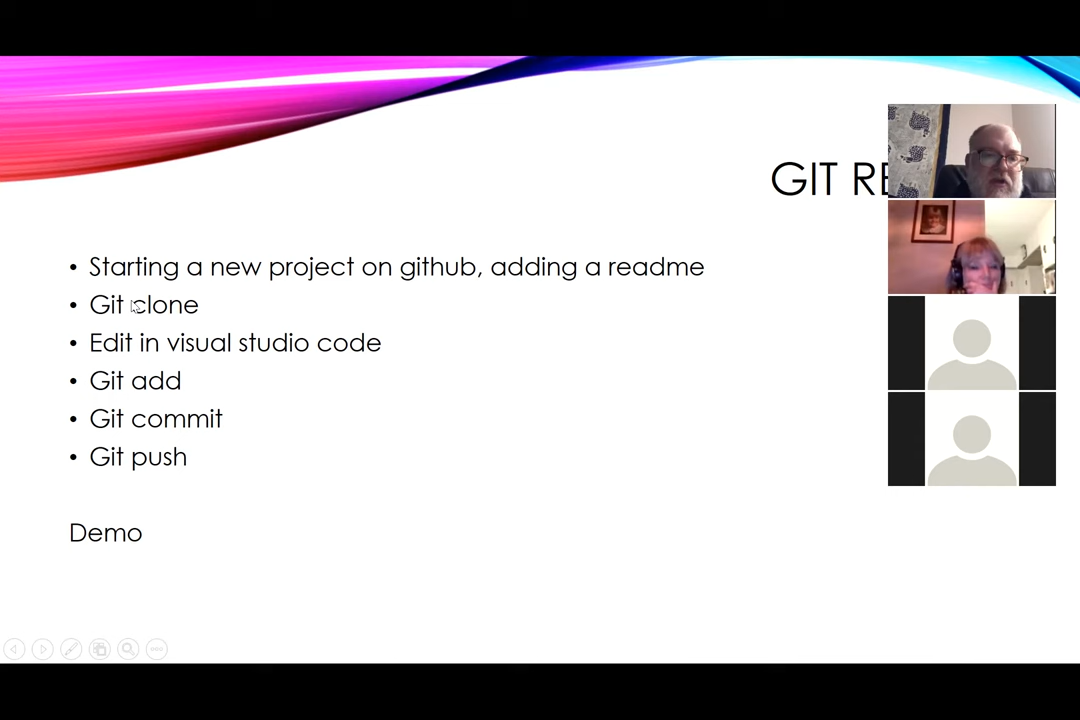 GIT RE
• Starting a new project on github, adding a readme
• Git clone
• Edit in visual studio code
• Git add
• Git commit
• Git push
Demo